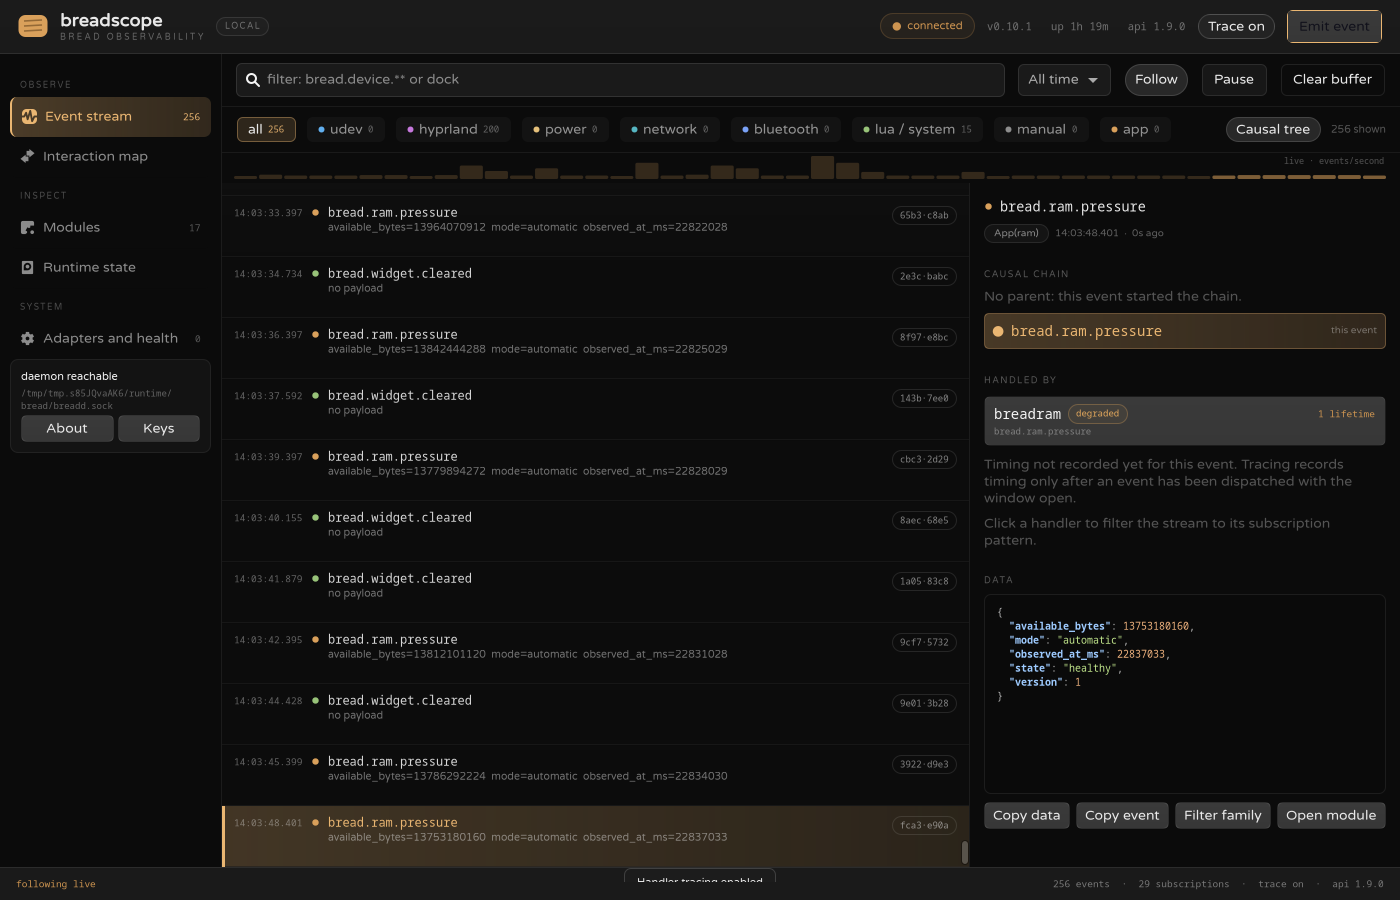 breadscope
BREAD OBSERVABILITY
LOCAL
connected
v0.10.1
up 1h 19m
api 1.9.0
Trace on
Emit event
OBSERVE
Event stream 256
Interaction map
INSPECT
Modules 17
Runtime state
SYSTEM
Adapters and health 0
daemon reachable
/tmp/tmp.s85JQvaAK6/runtime/
bread/breadd.sock
About
Keys
filter: bread.device.** or dock
All time
Follow
Pause
Clear buffer
all 256
udev 0
hyprland 200
power 0
network 0
bluetooth 0
lua / system 15
manual 0
app 0
Causal tree
256 shown
live · events/second
14:03:33.397 bread.ram.pressure 65b3·c8ab
available_bytes=13964070912 mode=automatic observed_at_ms=22822028
14:03:34.734 bread.widget.cleared 2e3c·babc
no payload
14:03:36.397 bread.ram.pressure 8f97·e8bc
available_bytes=13842444288 mode=automatic observed_at_ms=22825029
14:03:37.592 bread.widget.cleared 143b·7ee0
no payload
14:03:39.397 bread.ram.pressure cbc3·2d29
available_bytes=13779894272 mode=automatic observed_at_ms=22828029
14:03:40.155 bread.widget.cleared 8aec·68e5
no payload
14:03:41.879 bread.widget.cleared 1a05·83c8
no payload
14:03:42.395 bread.ram.pressure 9cf7·5732
available_bytes=13812101120 mode=automatic observed_at_ms=22831028
14:03:44.428 bread.widget.cleared 9e01·3b28
no payload
14:03:45.399 bread.ram.pressure 3922·d9e3
available_bytes=13786292224 mode=automatic observed_at_ms=22834030
14:03:48.401 bread.ram.pressure fca3·e90a
available_bytes=13753180160 mode=automatic observed_at_ms=22837033
bread.ram.pressure
App(ram) 14:03:48.401 · 0s ago
CAUSAL CHAIN
No parent: this event started the chain.
bread.ram.pressure this event
HANDLED BY
breadram degraded 1 lifetime
bread.ram.pressure
Timing not recorded yet for this event. Tracing records
timing only after an event has been dispatched with the
window open.
Click a handler to filter the stream to its subscription
pattern.
DATA
{
"available_bytes": 13753180160,
"mode": "automatic",
"observed_at_ms": 22837033,
"state": "healthy",
"version": 1
}
Copy data
Copy event
Filter family
Open module
following live
Handler tracing enabled
256 events · 29 subscriptions · trace on · api 1.9.0